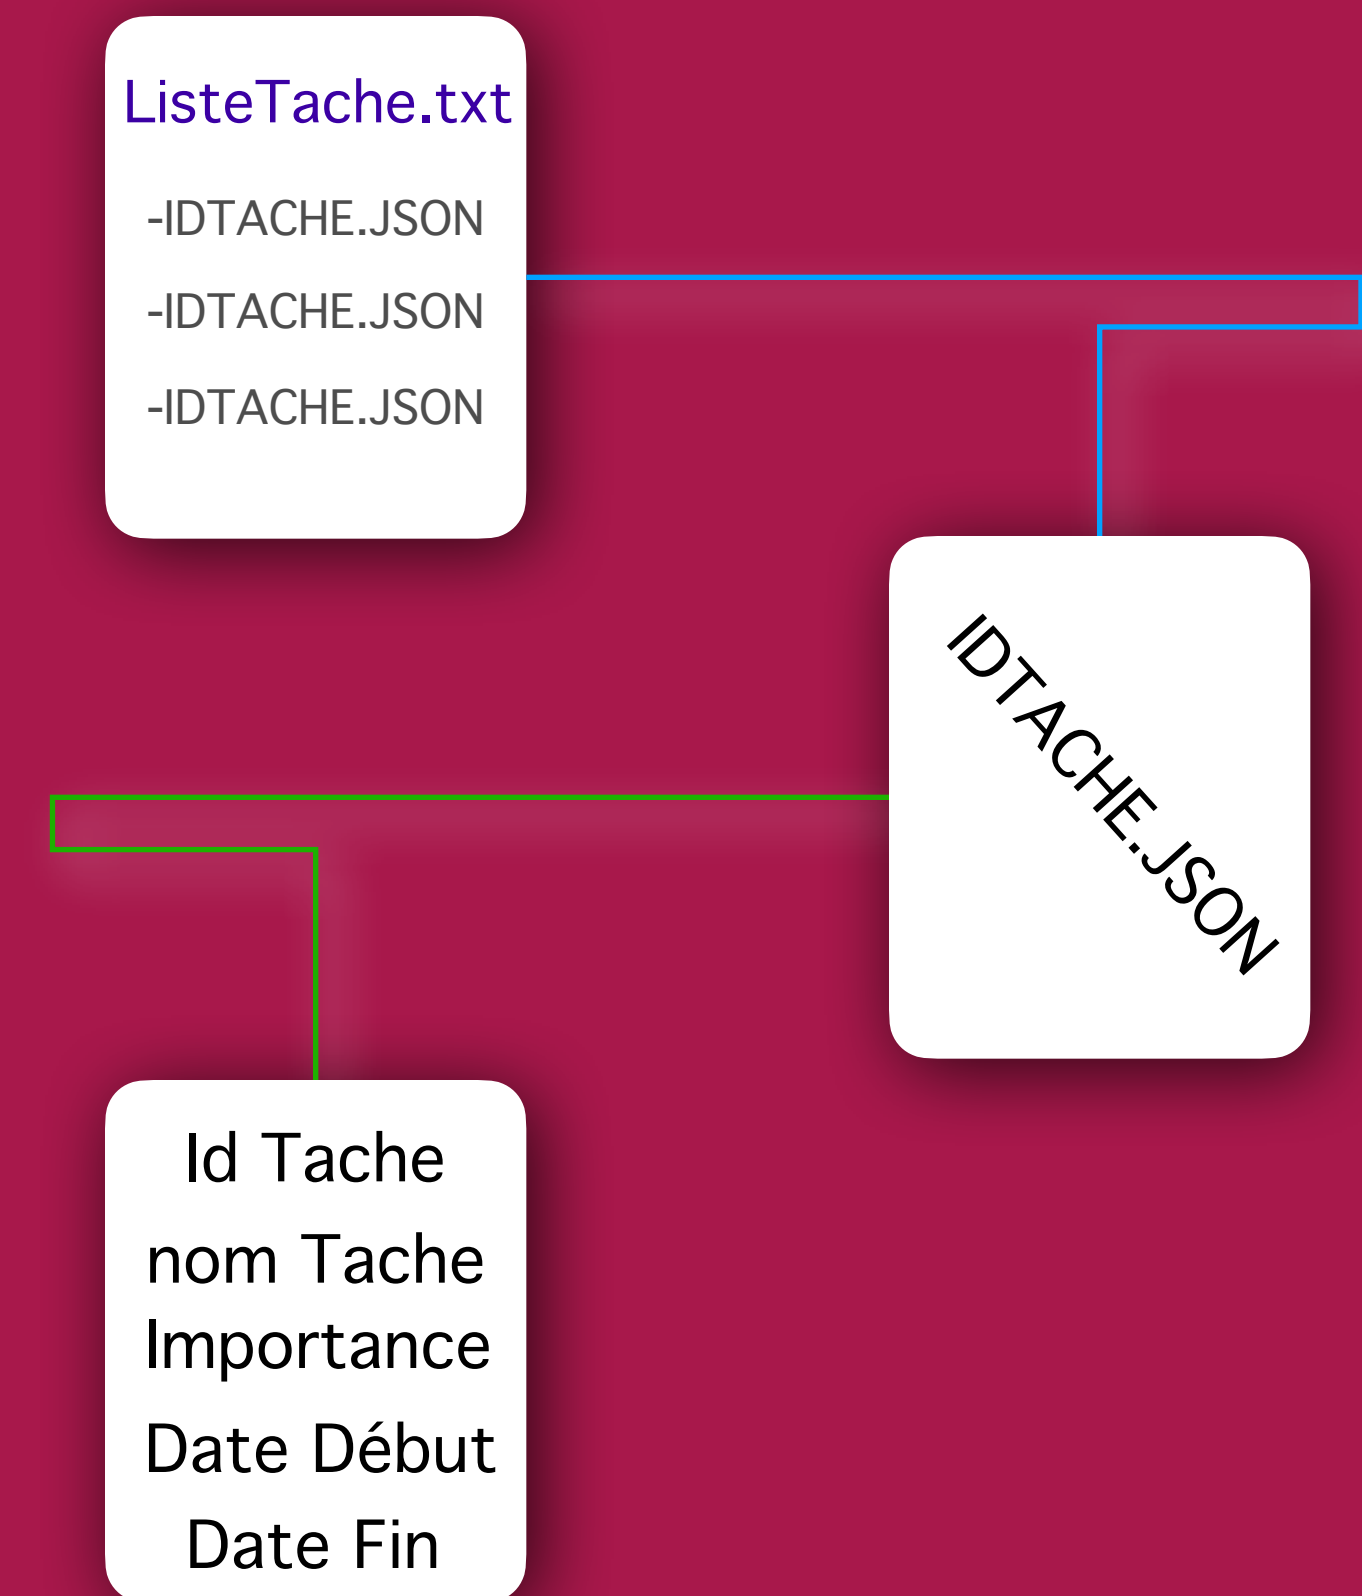 ListeTache.txt
-IDTACHE.JSON
-IDTACHE.JSON
-IDTACHE.JSON
IDTACHE.JSON
Id Tache
nom Tache
Importance
Date Début
Date Fin